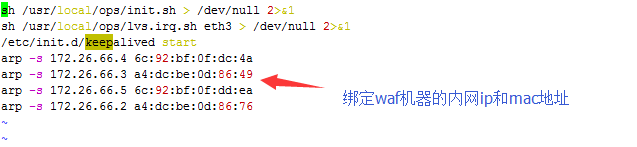 sh /usr/local/ops/init.sh > /dev/null 2>&1
sh /usr/local/ops/lvs.irq.sh eth3 > /dev/null 2>&1
/etc/init.d/keepalived start
arp -s 172.26.66.4 6c:92:bf:0f:dc:4a
arp -s 172.26.66.3 a4:dc:be:0d:86:49
arp -s 172.26.66.5 6c:92:bf:0f:dd:ea
arp -s 172.26.66.2 a4:dc:be:0d:86:76
绑定waf机器的内网ip和mac地址
~
~